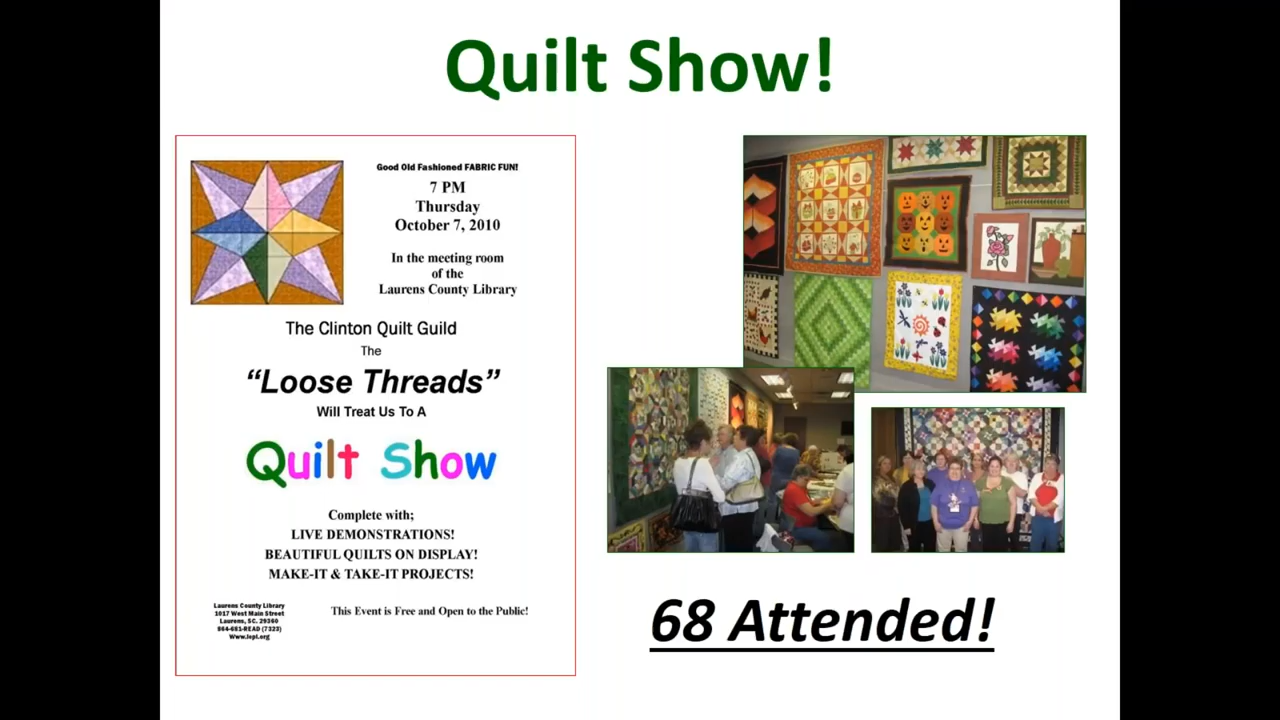 Quilt Show!
Good Old Fashioned FABRIC FUN!
7 PM
Thursday
October 7, 2010
In the meeting room
of the
Laurens County Library
The Clinton Quilt Guild
The
“Loose Threads”
Will Treat Us To A
Quilt Show
Complete with;
LIVE DEMONSTRATIONS!
BEAUTIFUL QUILTS ON DISPLAY!
MAKE-IT & TAKE-IT PROJECTS!
Laurens County Library
1017 West Main Street
Laurens, SC. 29360
864-681-READ (7323)
Www.lcpl.org
This Event is Free and Open to the Public!
68 Attended!